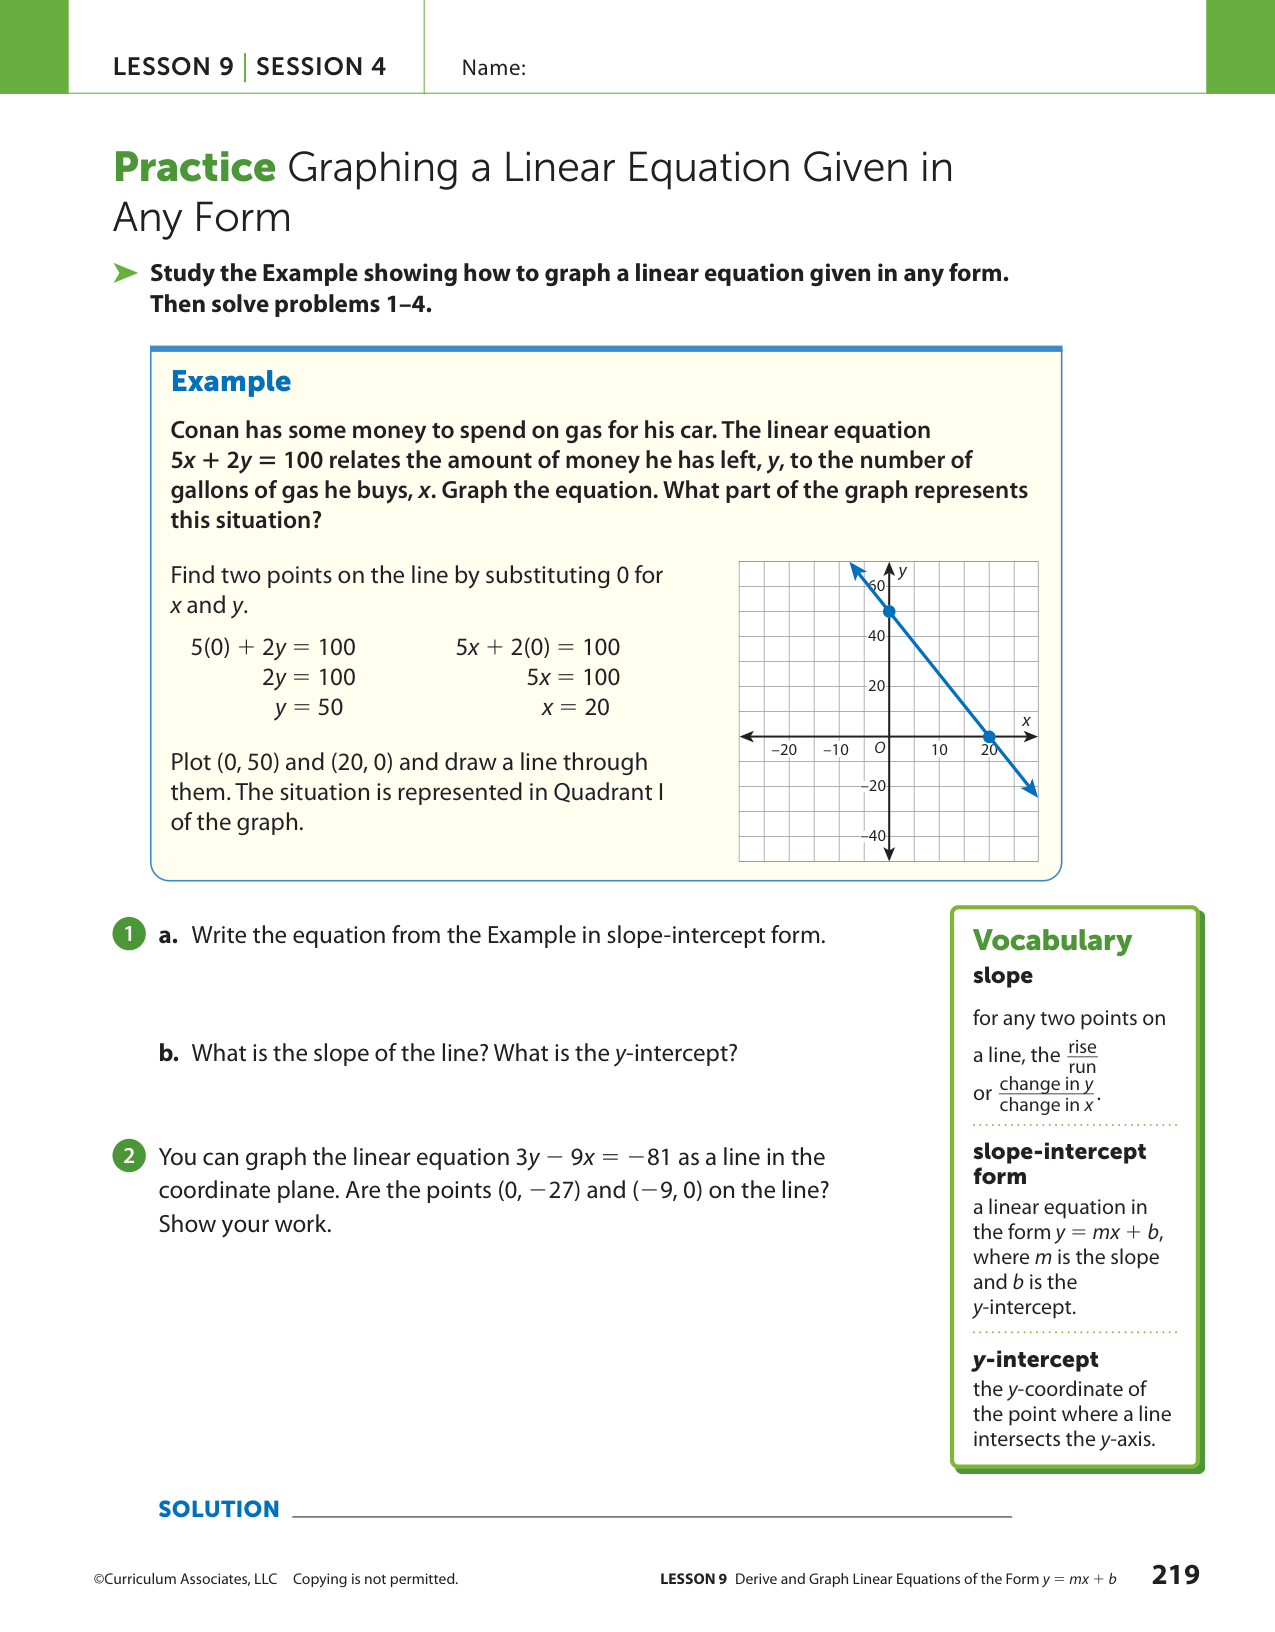 LESSON 9 | SESSION 4
Name:
Practice Graphing a Linear Equation Given in
Any Form
➤ Study the Example showing how to graph a linear equation given in any form.
Then solve problems 1–4.
Example
Conan has some money to spend on gas for his car. The linear equation
5x + 2y = 100 relates the amount of money he has left, y, to the number of
gallons of gas he buys, x. Graph the equation. What part of the graph represents
this situation?
Find two points on the line by substituting 0 for
x and y.
5(0) + 2y = 100
2y = 100
y = 50
5x + 2(0) = 100
5x = 100
x = 20
Plot (0, 50) and (20, 0) and draw a line through
them. The situation is represented in Quadrant I
of the graph.
y
60
40
20
x
–20 –10 O 10 20
–20
–40
1 a. Write the equation from the Example in slope-intercept form.
b. What is the slope of the line? What is the y-intercept?
2 You can graph the linear equation 3y − 9x = −81 as a line in the
coordinate plane. Are the points (0, −27) and (−9, 0) on the line?
Show your work.
SOLUTION
Vocabulary
slope
for any two points on
a line, the rise/run
or change in y/change in x.
slope-intercept
form
a linear equation in
the form y = mx + b,
where m is the slope
and b is the
y-intercept.
y-intercept
the y-coordinate of
the point where a line
intersects the y-axis.
©Curriculum Associates, LLC Copying is not permitted.
LESSON 9 Derive and Graph Linear Equations of the Form y = mx + b 219